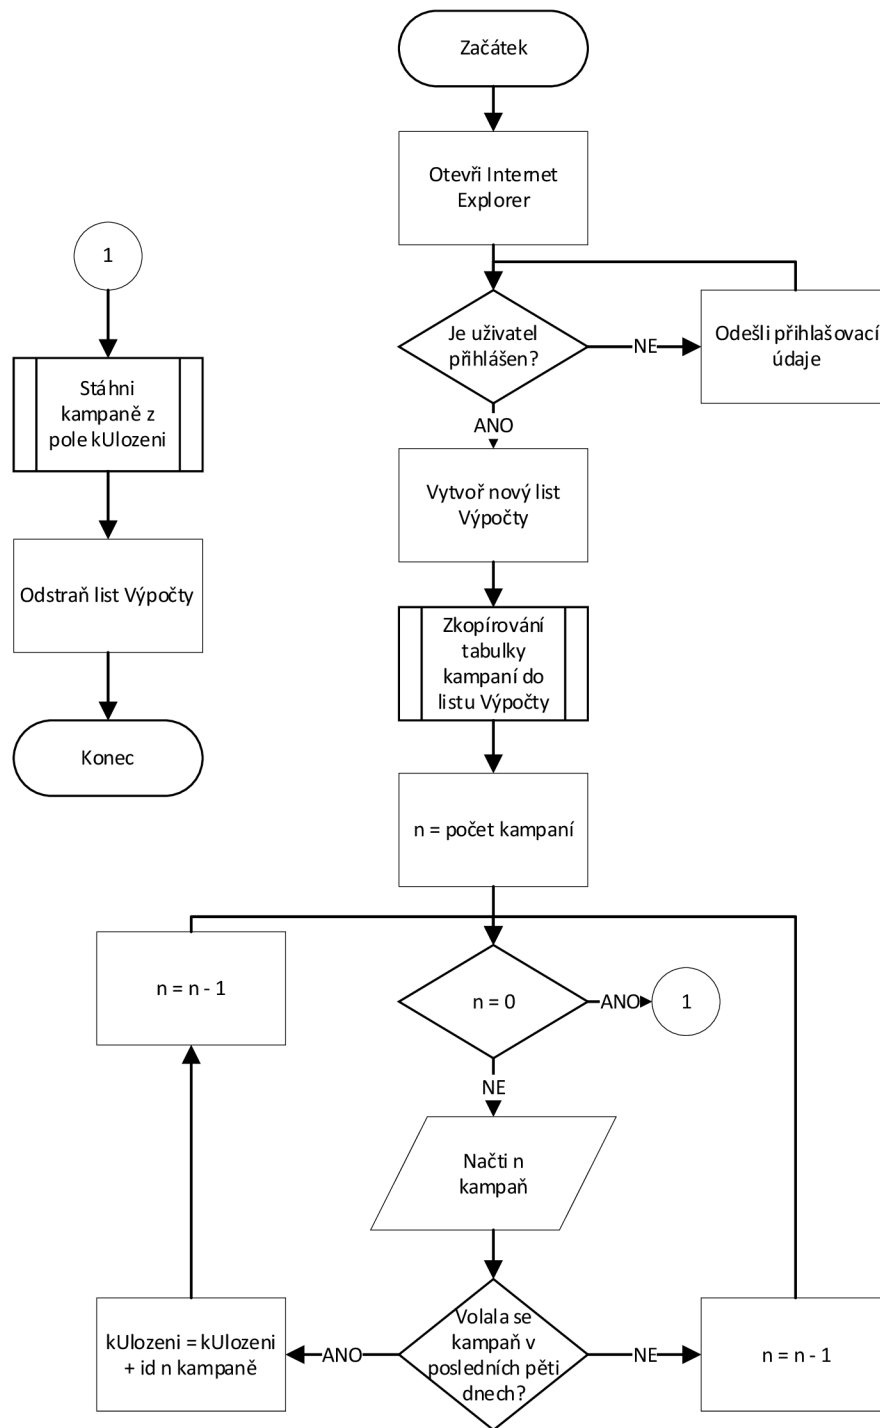 Začátek
Otevři Internet
Explorer
Je uživatel
přihlášen?
NE
Odešli přihlašovací
údaje
ANO
Vytvoř nový list
Výpočty
Zkopírování
tabulky
kampaní do
listu Výpočty
n = počet kampaní
n = 0
ANO
1
NE
Načti n
kampaň
Volala se
kampaň v
posledních pěti
dnech?
ANO
kUlozeni = kUlozeni
+ id n kampaně
n = n - 1
NE
n = n - 1
1
Stáhni
kampaně z
pole kUlozeni
Odstraň list Výpočty
Konec